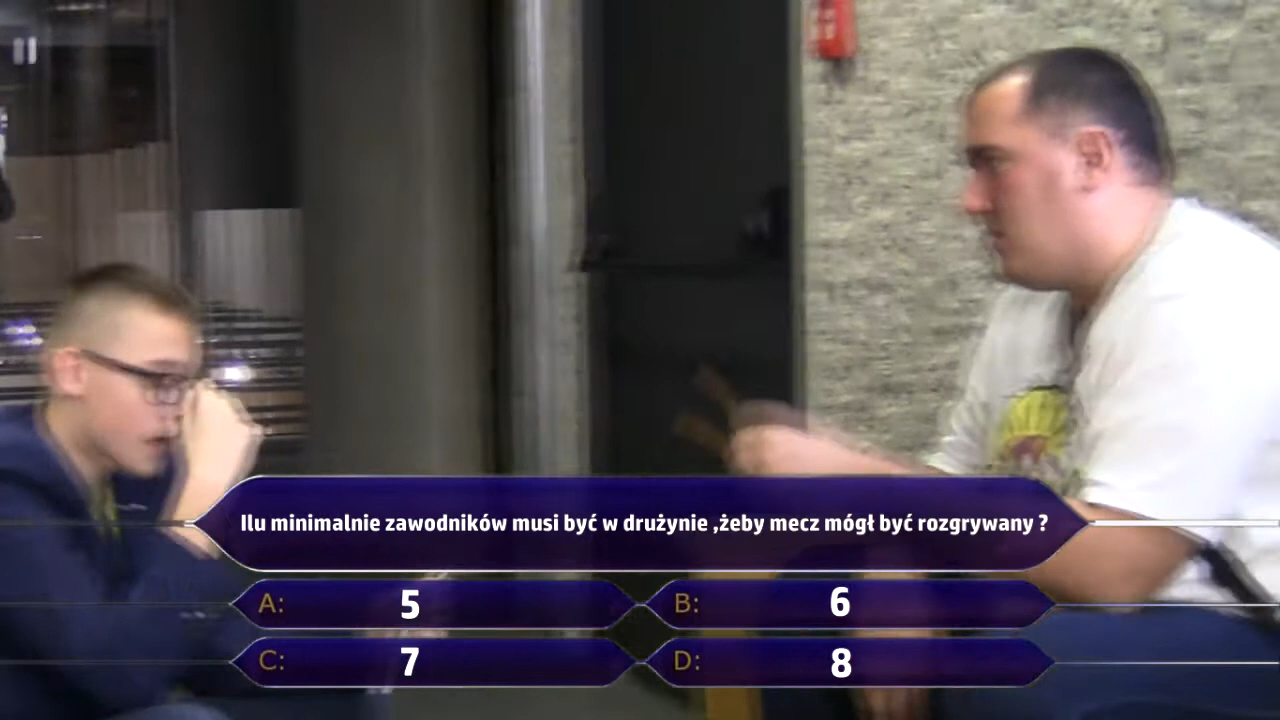 Ilu minimalnie zawodników musi być w drużynie ,żeby mecz mógł być rozgrywany ?
A: 5
B: 6
C: 7
D: 8